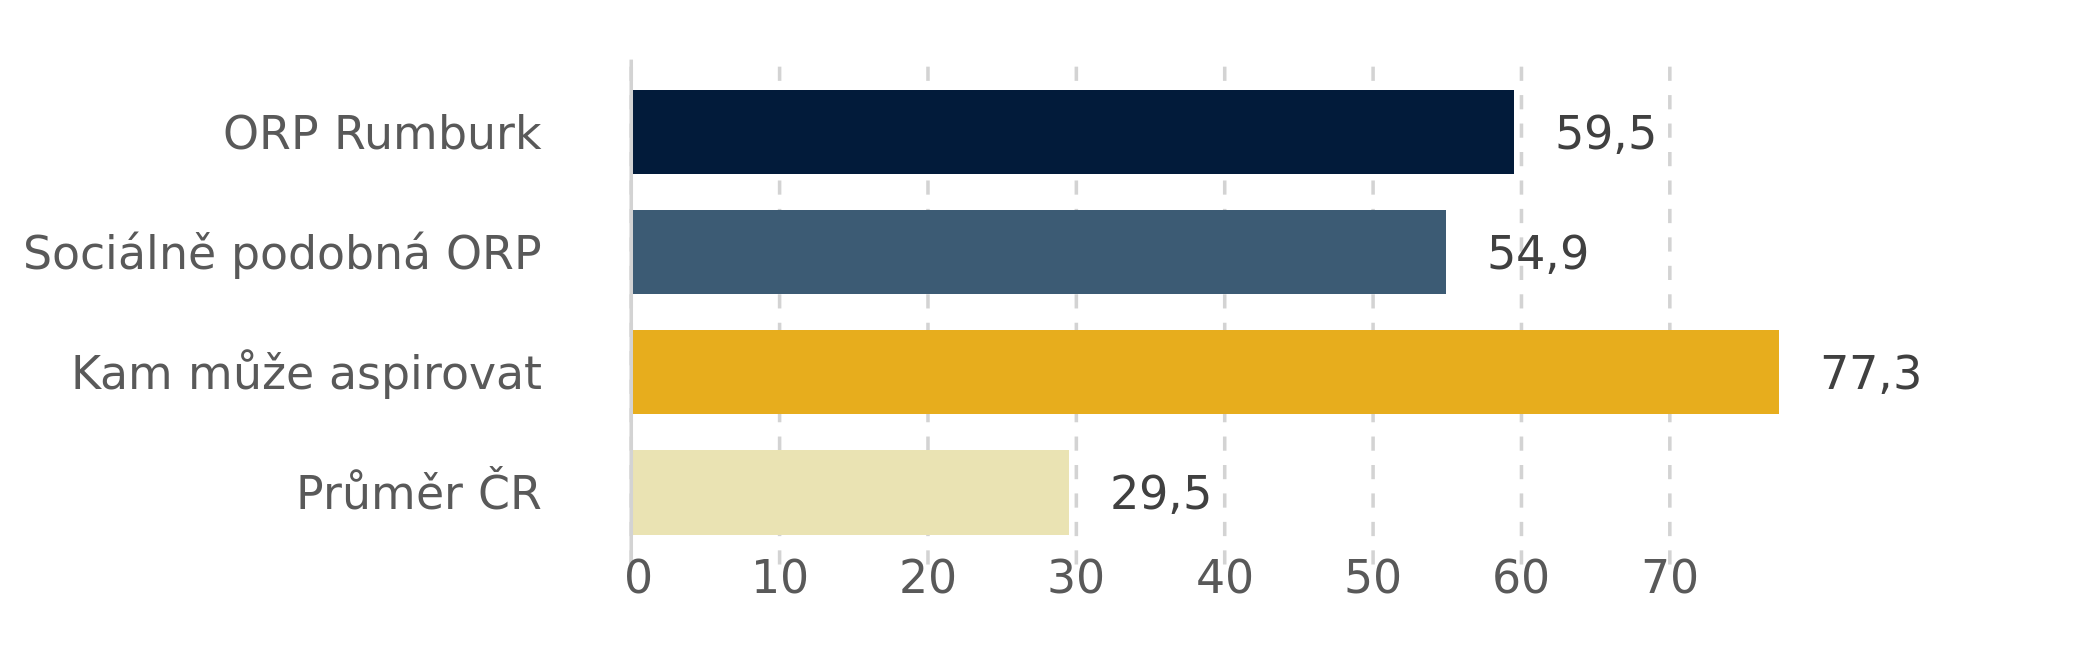 ORP Rumburk 59,5
Sociálně podobná ORP 54,9
Kam může aspirovat 77,3
Průměr ČR 29,5
0 10 20 30 40 50 60 70